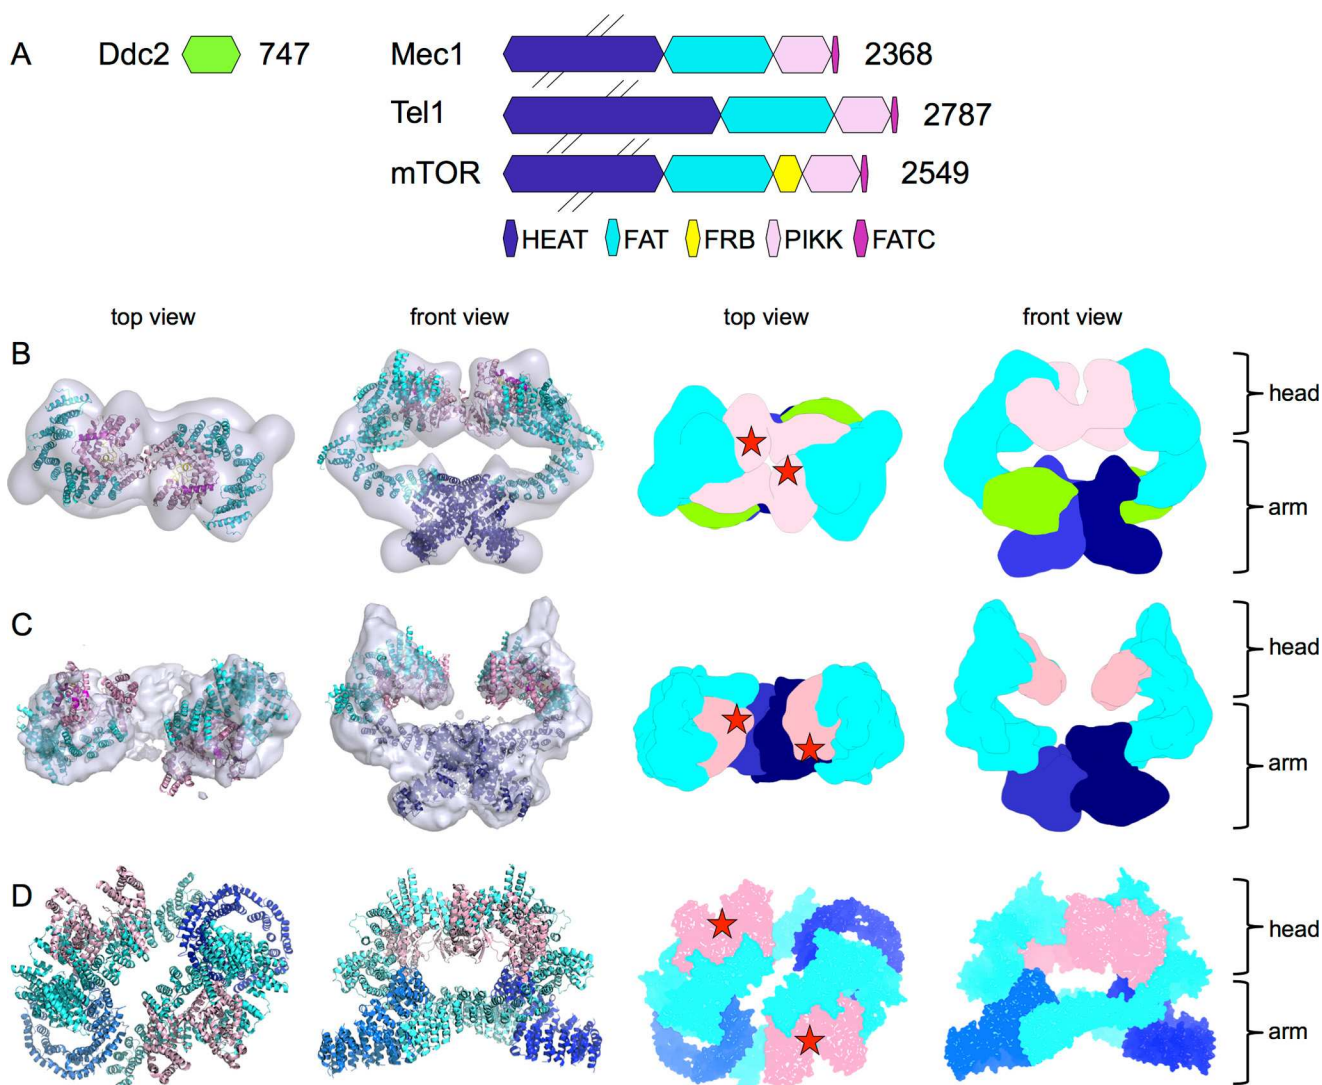 A Ddc2 747 Mec1 2368
Tel1 2787
mTOR 2549
HEAT FAT FRB PIKK FATC
top view front view top view front view
B
head
arm
C
head
arm
D
head
arm